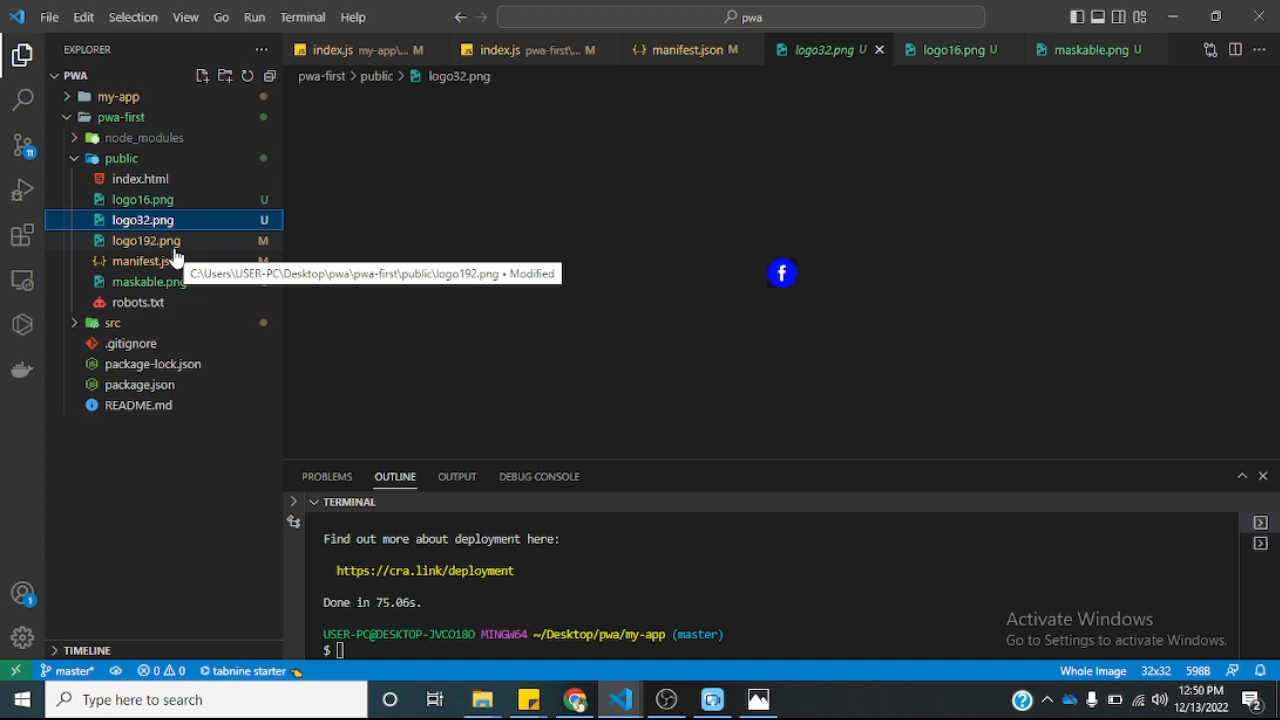 File Edit Selection View Go Run Terminal Help
pwa
EXPLORER
index.js my-app\... M
index.js pwa-first\... M
manifest.json M
logo32.png U
logo16.png U
maskable.png U
PWA
pwa-first > public > logo32.png
my-app
pwa-first
node_modules
public
index.html
logo16.png U
logo32.png U
logo192.png M
manifest.js M
C:\Users\USER-PC\Desktop\pwa\pwa-first\public\logo192.png • Modified
maskable.png
robots.txt
src
.gitignore
package-lock.json
package.json
README.md
f
11
PROBLEMS OUTLINE OUTPUT DEBUG CONSOLE
TERMINAL
Find out more about deployment here:
https://cra.link/deployment
Done in 75.06s.
USER-PC@DESKTOP-JVCO18O MINGW64 ~/Desktop/pwa/my-app (master)
$
Activate Windows
Go to Settings to activate Windows.
1
TIMELINE
master* 0 0 tabnine starter
Whole Image 32x32 5988
Type here to search
12:50 PM
12/13/2022
2